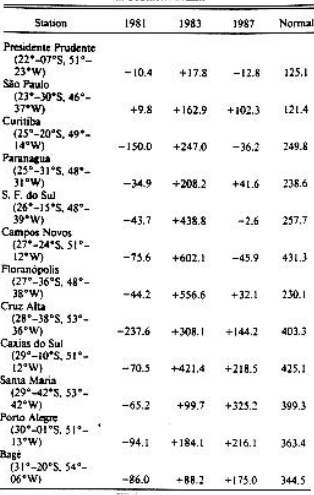 Station 1981 1983 1987 Normal
Presidente Prudente
(22°–07°S, 51°–
23°W) −10.4 +17.8 −12.8 125.1
São Paulo
(23°–30°S, 46°–
37°W) +9.8 +162.9 +102.3 121.4
Curitiba
(25°–20°S, 49°–
14°W) −150.0 +247.0 −36.2 249.8
Paranagua
(25°–31°S, 48°–
31°W) −34.9 +208.2 +41.6 238.6
S. F. do Sul
(26°–15°S, 48°–
39°W) −43.7 +438.8 −2.6 257.7
Campos Novos
(27°–24°S, 51°–
12°W) −75.6 +602.1 −45.9 431.3
Floranópolis
(27°–36°S, 48°–
38°W) −44.2 +556.6 +32.1 230.1
Cruz Alta
(28°–38°S, 53°–
36°W) −237.6 +308.1 +144.2 403.3
Caxias do Sul
(29°–10°S, 51°–
12°W) −70.5 +421.4 +218.5 425.1
Santa Maria
(29°–42°S, 53°–
42°W) −65.2 +99.7 +325.2 399.3
Porto Alegre
(30°–01°S, 51°–
13°W) −94.1 +184.1 +216.1 363.4
Bagé
(31°–20°S, 54°–
06°W) −86.0 +88.2 +175.0 344.5